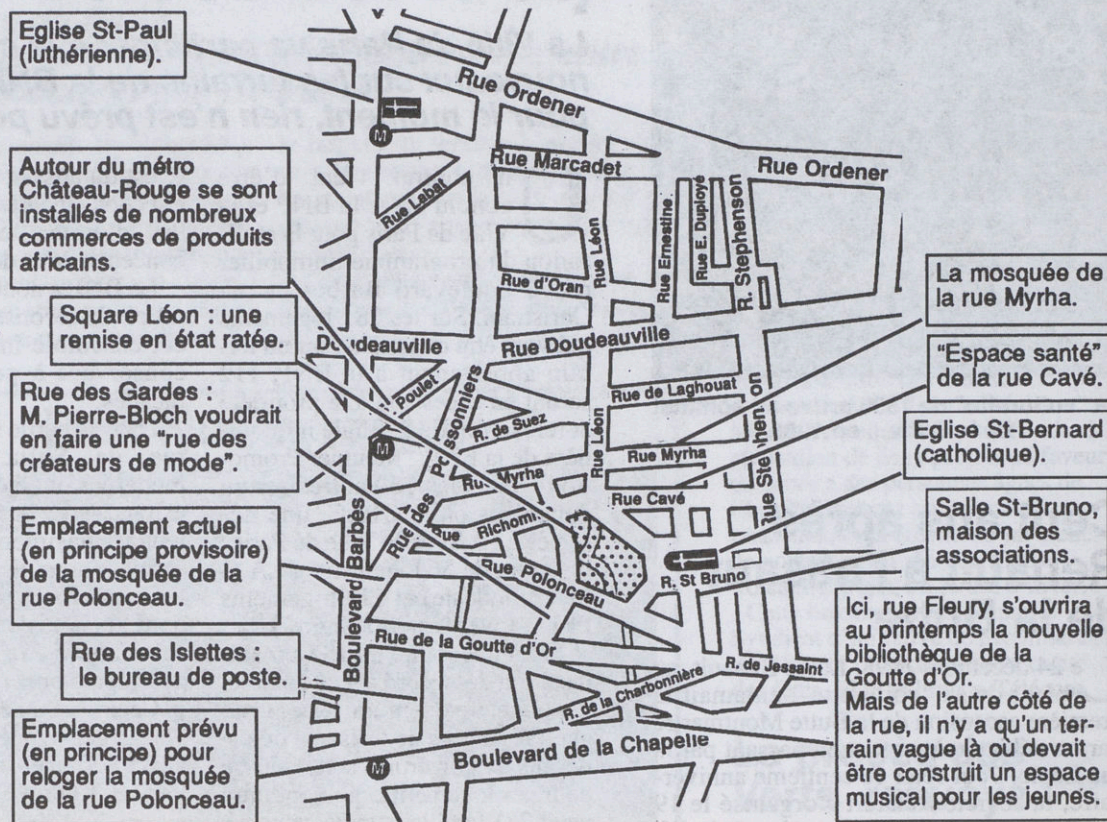 Eglise St-Paul
(luthérienne).
Autour du métro
Château-Rouge se sont
installés de nombreux
commerces de produits
africains.
Square Léon : une
remise en état ratée.
Rue des Gardes :
M.Pierre-Bloch voudrait
en faire une "rue des
créateurs de mode".
Emplacement actuel
(en principe provisoire)
de la mosquée de la
rue Polonceau.
Rue des Islettes :
le bureau de poste.
Emplacement prévu
(en principe) pour
reloger la mosquée
de la rue Polonceau.
Rue Ordener
Rue Marcadet
Rue Ordener
Rue Labat
Rue Léon
Rue Ernestine
Rue E. Duploye
R. Stephenson
Rue d'Oran
Doudeauville
Rue Doudeauville
Poulet
Rue de Laghouat
R. de Suez
Rue des Poissonniers
Rue Léon
Rue Myrha
Myrha
Rue Stephenson
Rue Cavé
Rue Richomme
Boulevard Barbès
Rue Polonceau
R. St Bruno
Rue de la Goutte d'Or
R. de Jessaint
R. de la Charbonnière
Boulevard de la Chapelle
M
M
M
La mosquée de
la rue Myrha.
"Espace santé"
de la rue Cavé.
Eglise St-Bernard
(catholique).
Salle St-Bruno,
maison des
associations.
Ici, rue Fleury, s'ouvrira
au printemps la nouvelle
bibliothèque de la
Goutte d'Or.
Mais de l'autre côté de
la rue, il n'y a qu'un ter-
rain vague là où devait
être construit un espace
musical pour les jeunes.